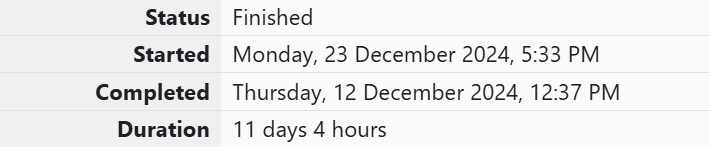 Status Finished
Started Monday, 23 December 2024, 5:33 PM
Completed Thursday, 12 December 2024, 12:37 PM
Duration 11 days 4 hours